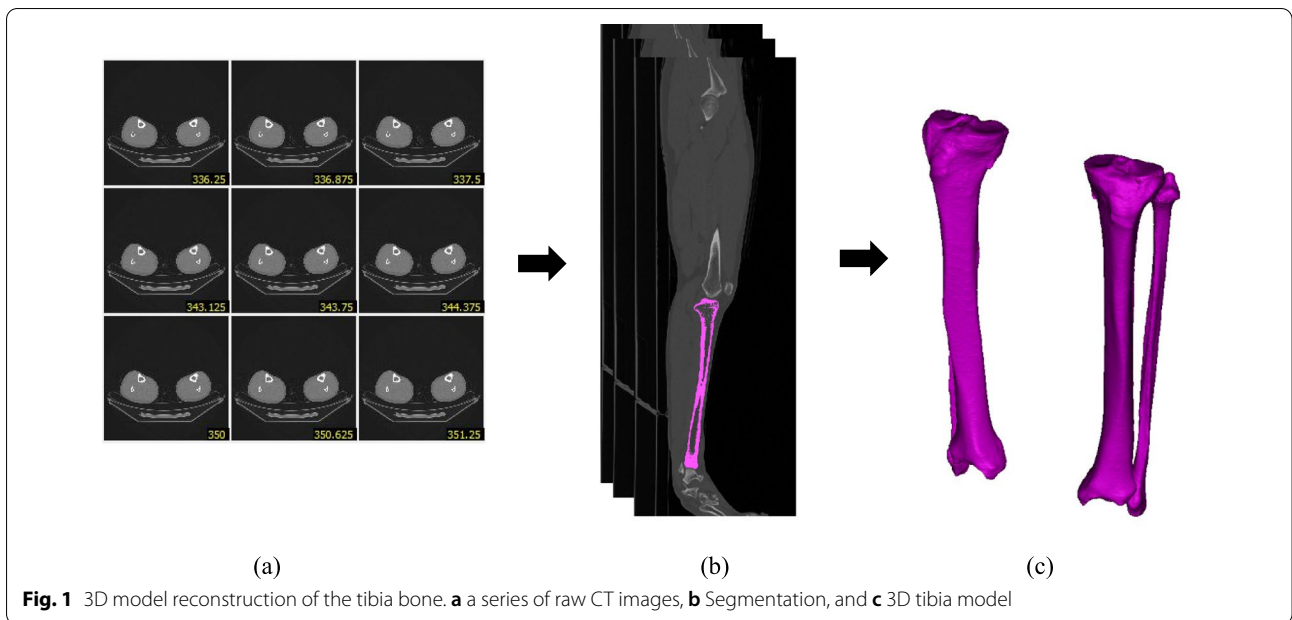 336.25
336.875
337.5
343.125
343.75
344.375
350
350.625
351.25
(a)
(b)
(c)
Fig. 1 3D model reconstruction of the tibia bone. a a series of raw CT images, b Segmentation, and c 3D tibia model